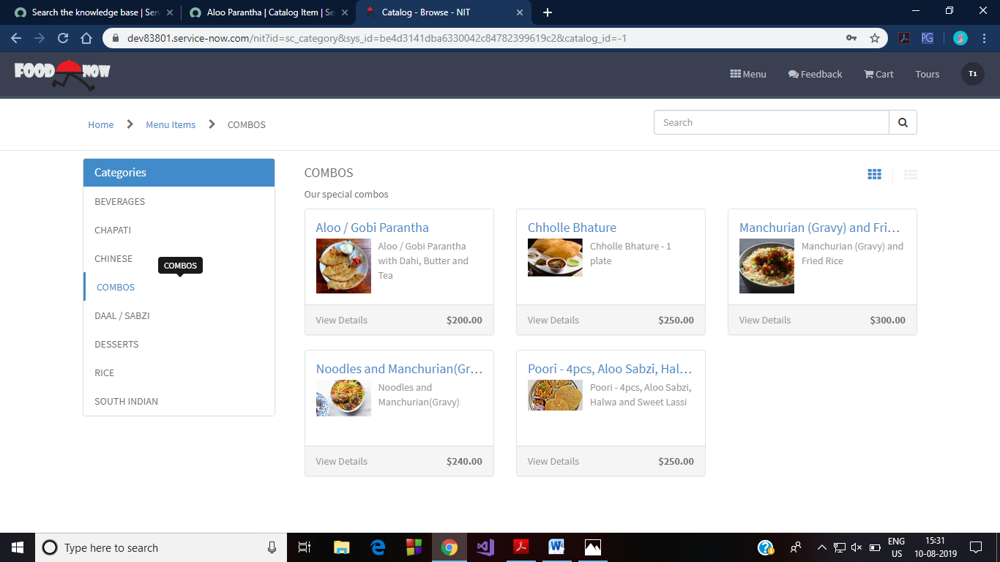 Search the knowledge base | Ser
Aloo Parantha | Catalog Item | Se
Catalog - Browse - NIT
dev83801.service-now.com/nit?id=sc_category&sys_id=be4d3141dba6330042c84782399619c2&catalog_id=-1
PG
FOOD NOW
Menu
Feedback
Cart
Tours
T1
Home > Menu Items > COMBOS
Search
Categories
BEVERAGES
CHAPATI
CHINESE
COMBOS
COMBOS
DAAL / SABZI
DESSERTS
RICE
SOUTH INDIAN
COMBOS
Our special combos
Aloo / Gobi Parantha
Aloo / Gobi Parantha
with Dahi, Butter and
Tea
View Details $200.00
Chholle Bhature
Chholle Bhature - 1
plate
View Details $250.00
Manchurian (Gravy) and Fri...
Manchurian (Gravy) and
Fried Rice
View Details $300.00
Noodles and Manchurian(Gr...
Noodles and
Manchurian(Gravy)
View Details $240.00
Poori - 4pcs, Aloo Sabzi, Hal...
Poori - 4pcs, Aloo Sabzi,
Halwa and Sweet Lassi
View Details $250.00
Type here to search
ENG
US
15:31
10-08-2019